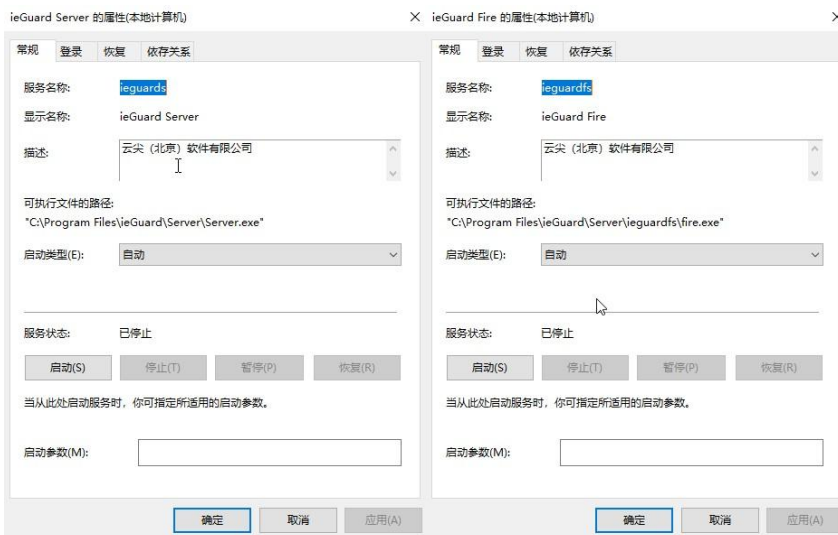 ieGuard Server 的属性(本地计算机)
常规 登录 恢复 依存关系
服务名称: ieguards
显示名称: ieGuard Server
描述: 云尖（北京）软件有限公司
可执行文件的路径:
"C:\Program Files\ieGuard\Server\Server.exe"
启动类型(E): 自动
服务状态: 已停止
启动(S) 停止(T) 暂停(P) 恢复(R)
当从此处启动服务时，你可指定所适用的启动参数。
启动参数(M):
确定 取消 应用(A)
ieGuard Fire 的属性(本地计算机)
常规 登录 恢复 依存关系
服务名称: ieguardfs
显示名称: ieGuard Fire
描述: 云尖（北京）软件有限公司
可执行文件的路径:
"C:\Program Files\ieGuard\Server\ieguardfs\fire.exe"
启动类型(E): 自动
服务状态: 已停止
启动(S) 停止(T) 暂停(P) 恢复(R)
当从此处启动服务时，你可指定所适用的启动参数。
启动参数(M):
确定 取消 应用(A)